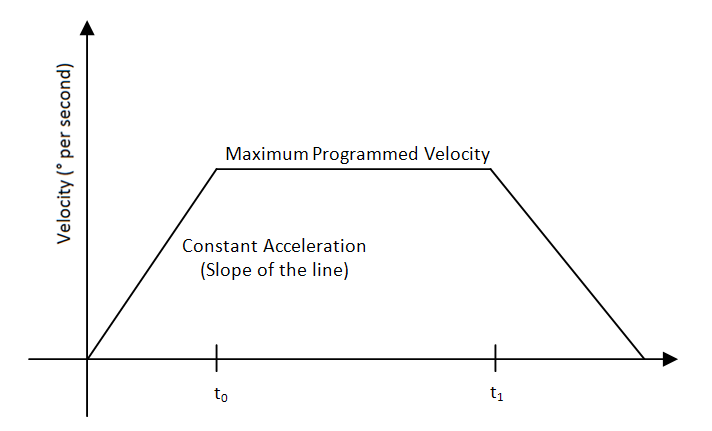 Velocity (° per second)
Maximum Programmed Velocity
Constant Acceleration
(Slope of the line)
t₀
t₁